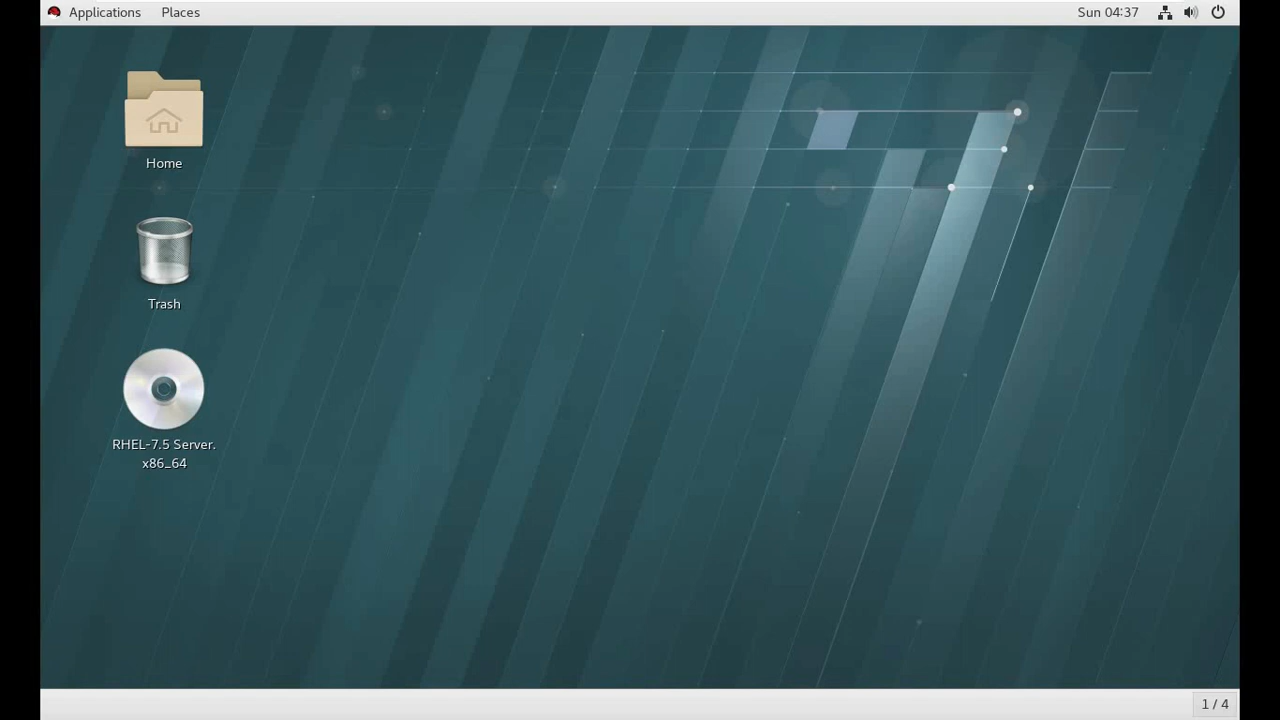 Applications Places Sun 04:37
Home
Trash
RHEL-7.5 Server.
x86_64
1 / 4